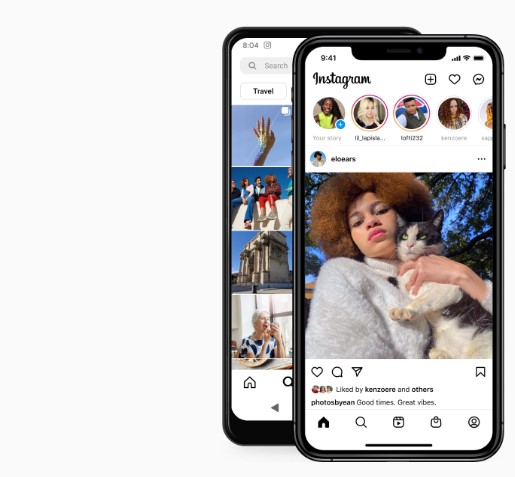 8:04
Search
Travel
9:41
Instagram
Your story
lil_lapisla...
lofti232
kenzoere
eloears
Liked by kenzoere and others
photosbyean Good times. Great vibes.